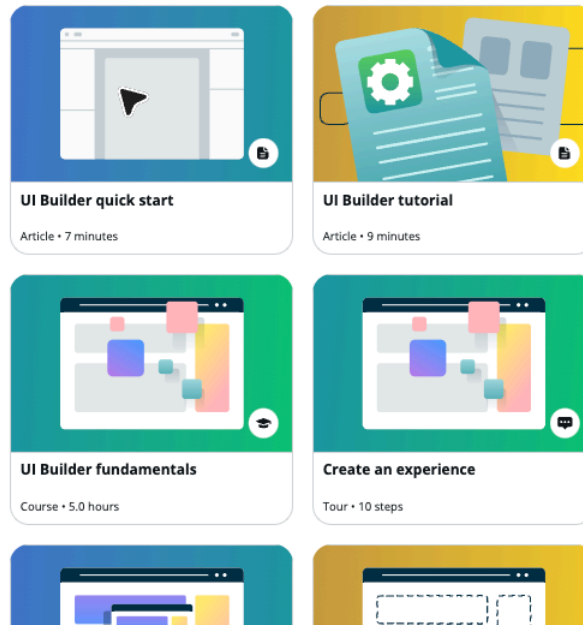 UI Builder quick start
Article • 7 minutes
UI Builder tutorial
Article • 9 minutes
UI Builder fundamentals
Course • 5.0 hours
Create an experience
Tour • 10 steps